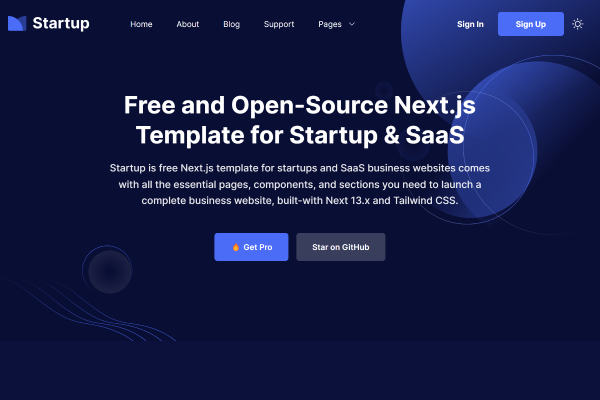 Startup
Home
About
Blog
Support
Pages
Sign In
Sign Up
Free and Open-Source Next.js
Template for Startup & SaaS
Startup is free Next.js template for startups and SaaS business websites comes
with all the essential pages, components, and sections you need to launch a
complete business website, built-with Next 13.x and Tailwind CSS.
🔥 Get Pro
Star on GitHub